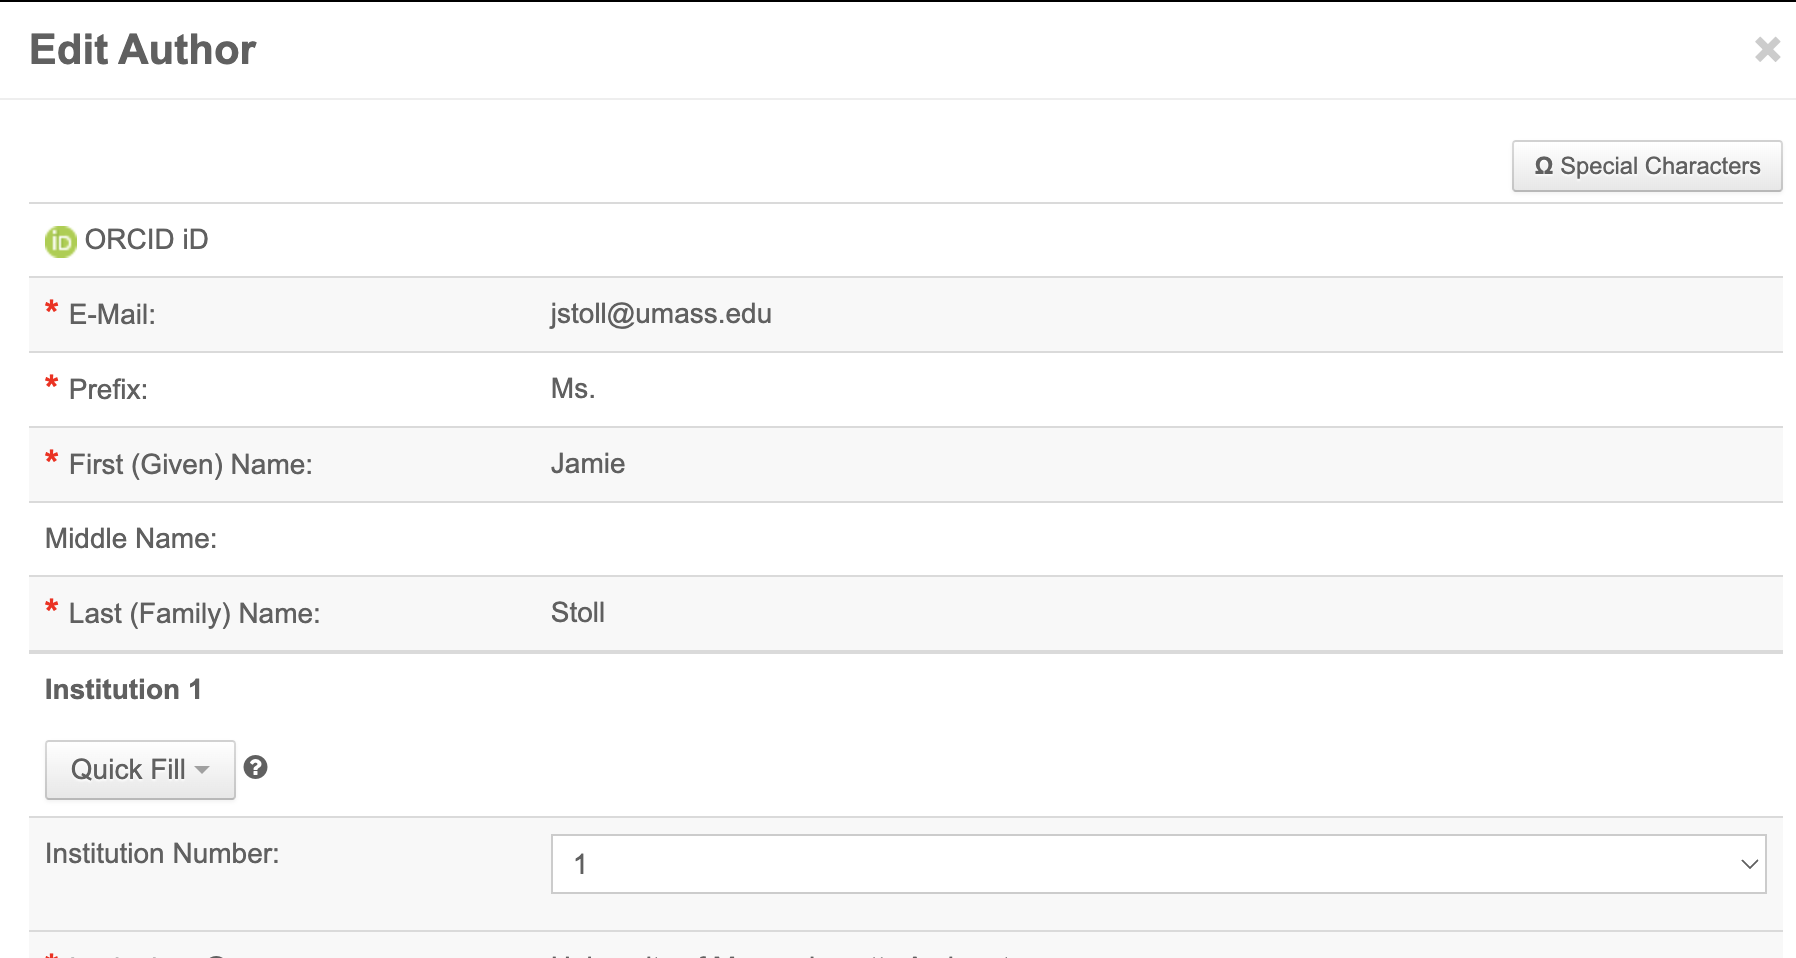 Edit Author
Ω Special Characters
iD ORCID iD
* E-Mail: jstoll@umass.edu
* Prefix: Ms.
* First (Given) Name: Jamie
Middle Name:
* Last (Family) Name: Stoll
Institution 1
Quick Fill
Institution Number: 1